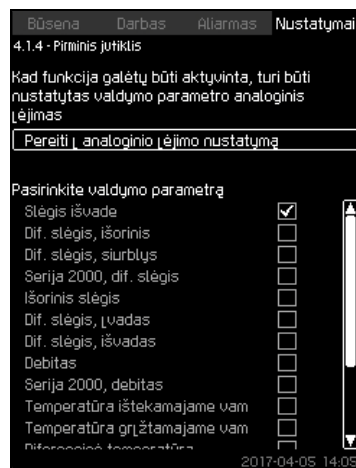 Būsena Darbas Aliarmas Nustatymai
4.1.4 - Pirminis jutiklis
Kad funkcija galėtų būti aktyvinta, turi būti
nustatytas valdymo parametro analoginis
įėjimas
Pereiti į analoginio įėjimo nustatymą
Pasirinkite valdymo parametrą
Slėgis išvade
Dif. slėgis, išorinis
Dif. slėgis, siurblys
Serija 2000, dif. slėgis
Išorinis slėgis
Dif. slėgis, įvadas
Dif. slėgis, išvadas
Debitas
Serija 2000, debitas
Temperatūra ištekamajame vam
Temperatūra grįžtamajame vam
Diferencinė temperatūra
2017-04-05 14:05